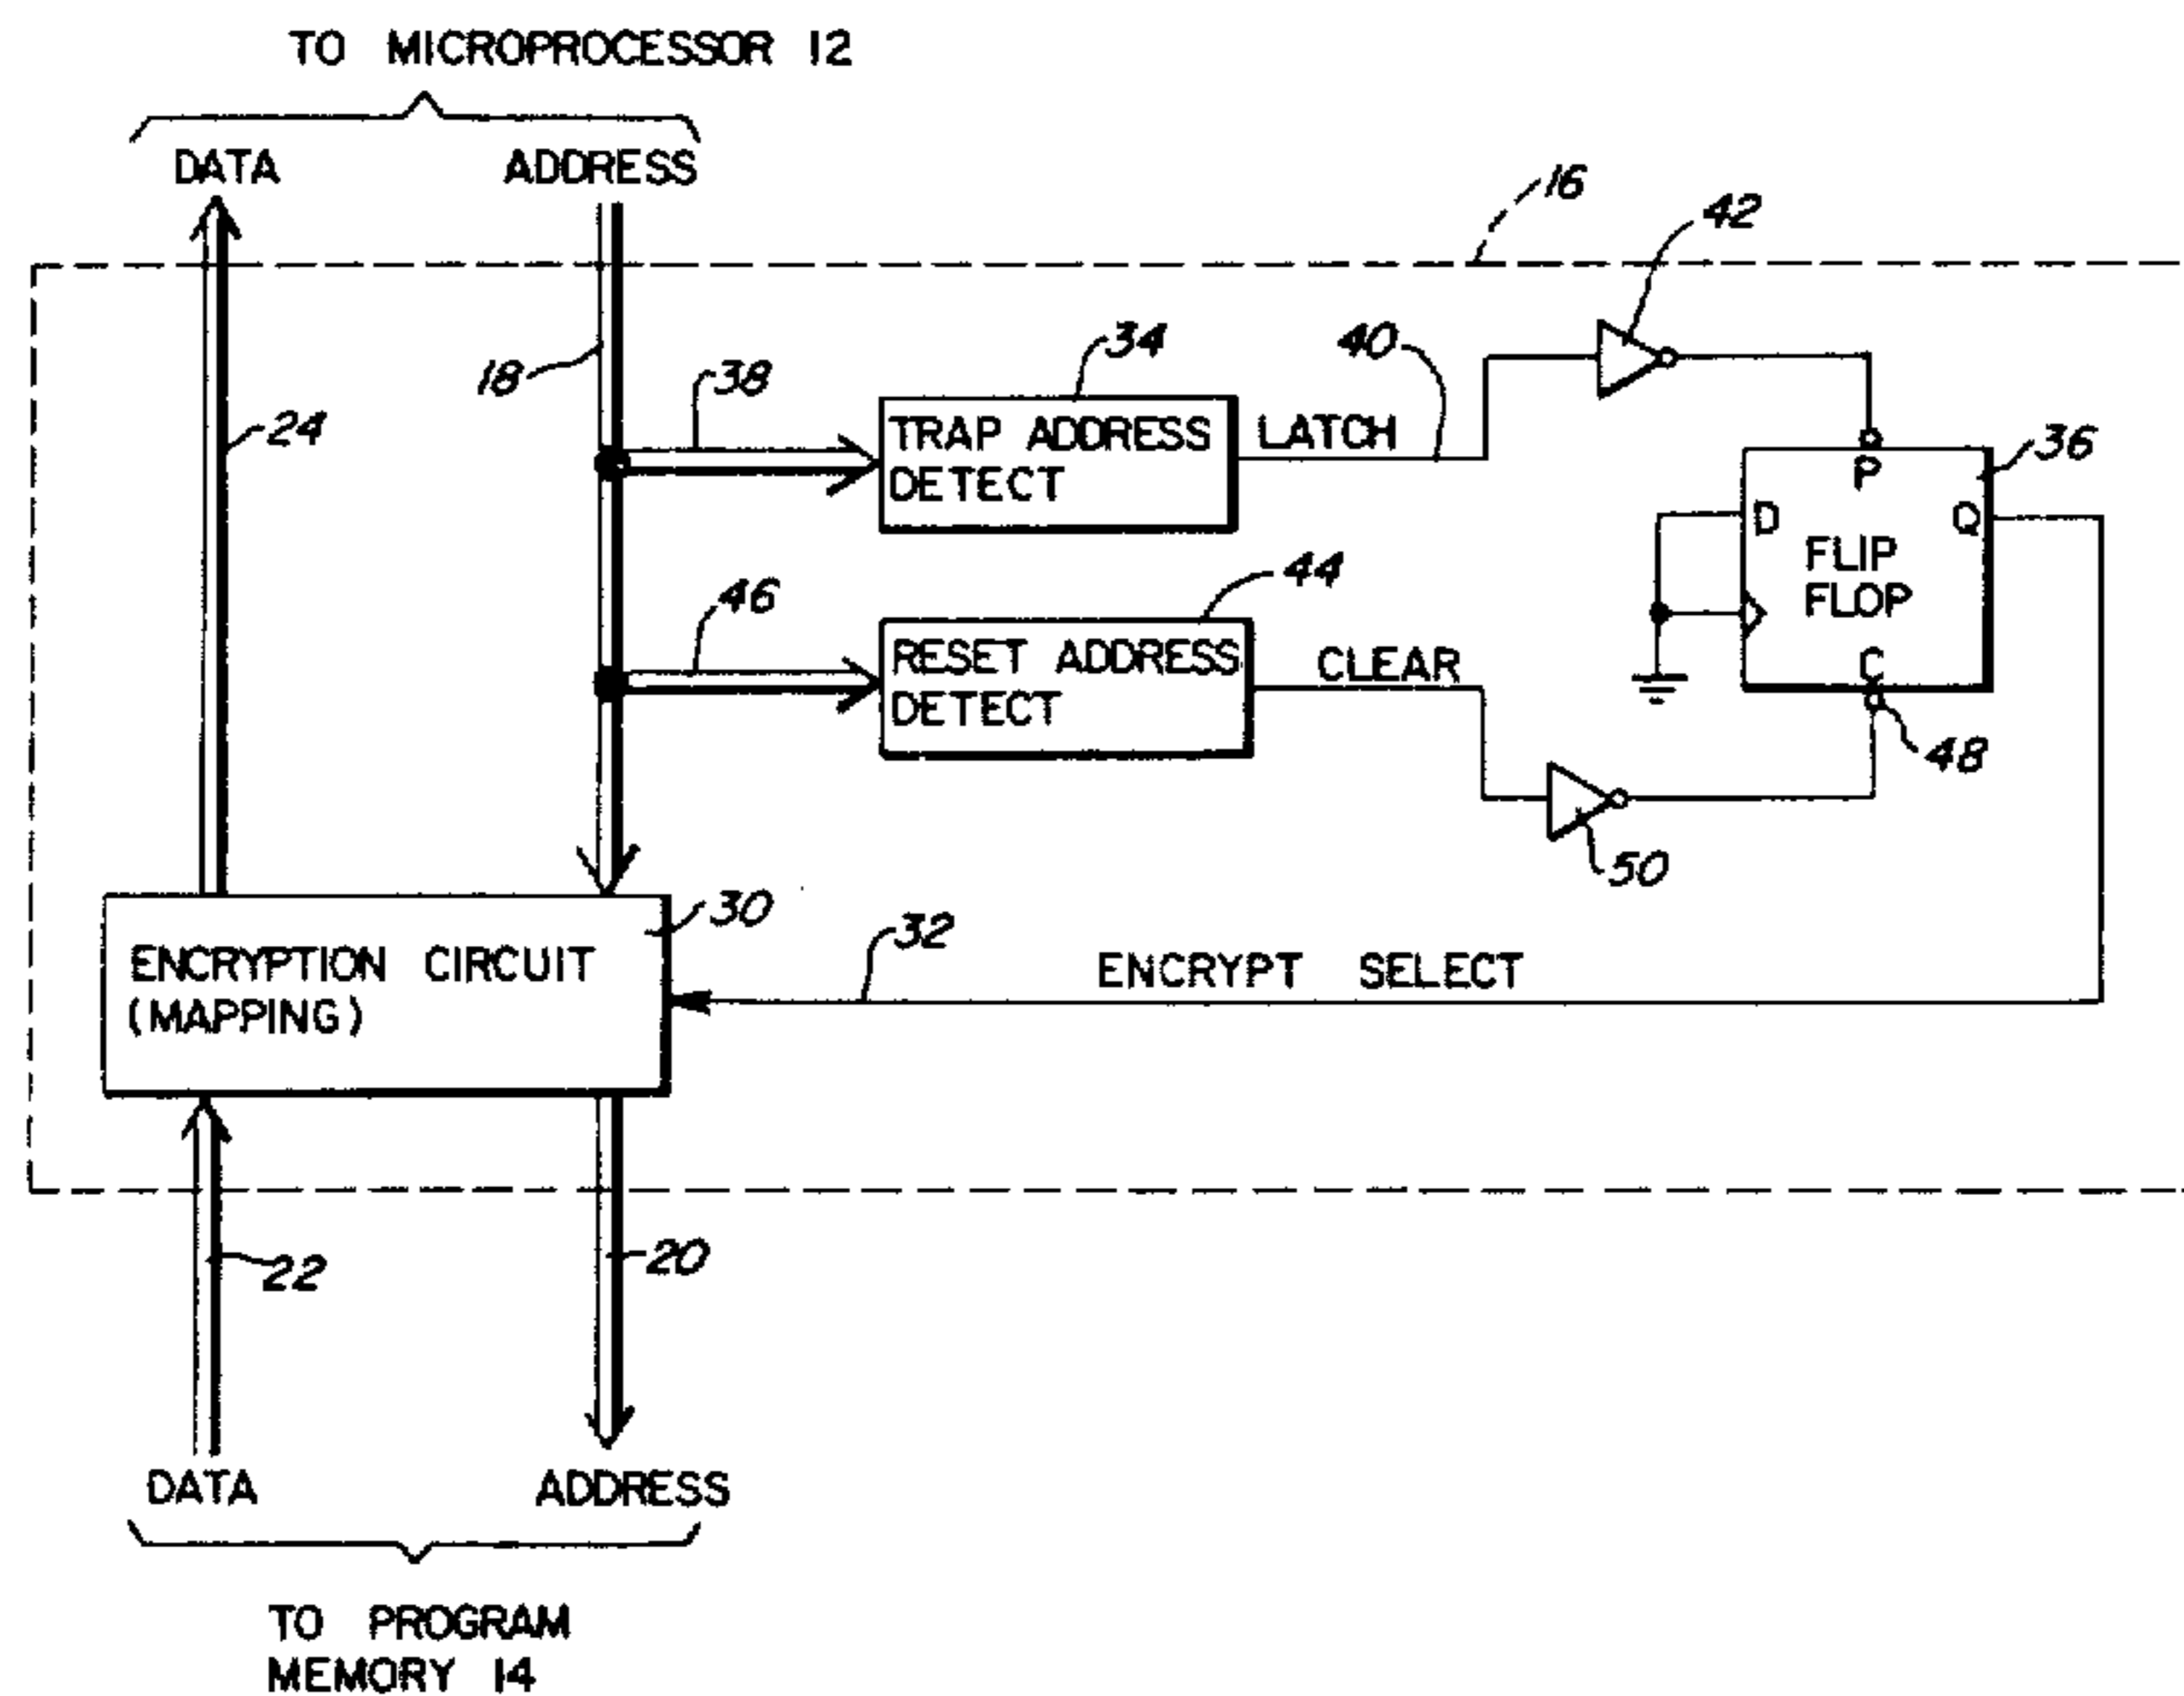 TO MICROPROCESSOR 12
DATA
ADDRESS
16
42
34
40
18
38
24
TRAP ADDRESS
DETECT
LATCH
36
P
D
Q
FLIP
FLOP
C
46
44
RESET ADDRESS
DETECT
CLEAR
48
50
30
32
ENCRYPTION CIRCUIT
(MAPPING)
ENCRYPT SELECT
22
20
DATA
ADDRESS
TO PROGRAM
MEMORY 14